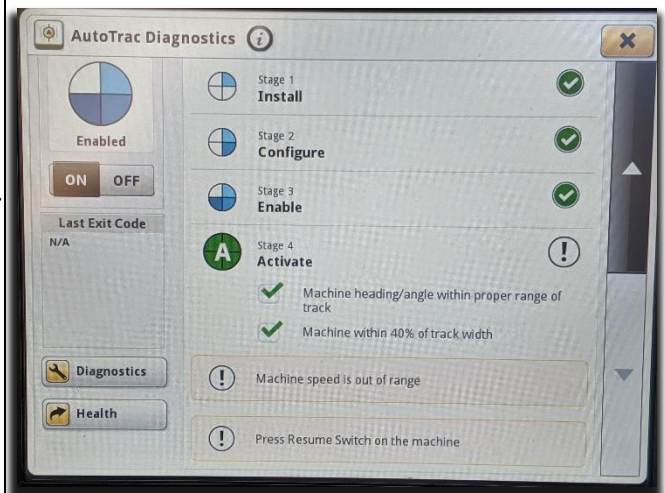 AutoTrac Diagnostics i
Enabled
ON OFF
Last Exit Code
N/A
Diagnostics
Health
Stage 1
Install
Stage 2
Configure
Stage 3
Enable
A
Stage 4
Activate
!
Machine heading/angle within proper range of
track
Machine within 40% of track width
! Machine speed is out of range
! Press Resume Switch on the machine